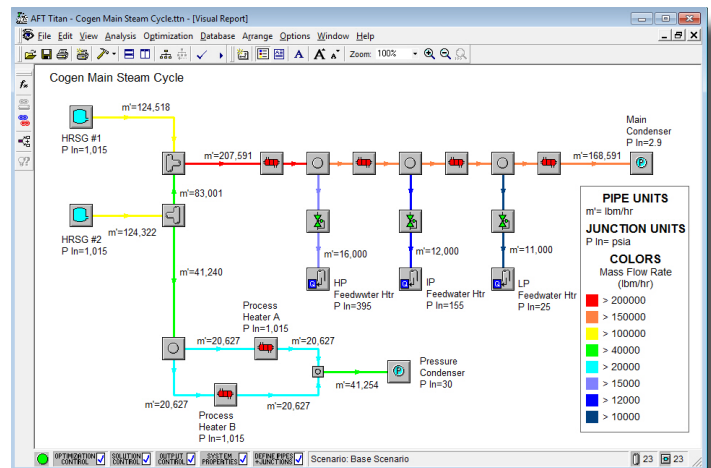 AFT Titan - Cogen Main Steam Cycle.ttn - [Visual Report]
File Edit View Analysis Optimization Database Arrange Options Window Help
A A A Zoom: 100%
Cogen Main Steam Cycle
m'=124,518
HRSG #1
P In=1,015
m'=207,591
m'=168,591
Main
Condenser
P In=2.9
m'=83,001
HRSG #2
P In=1,015
m'=124,322
m'=16,000
m'=12,000
m'=11,000
HP
Feedwwter Htr
P In=395
IP
Feedwater Htr
P In=155
LP
Feedwater Htr
P In=25
m'=41,240
Process
Heater A
P In=1,015
m'=20,627
m'=20,627
Pressure
Condenser
P In=30
m'=41,254
m'=20,627
m'=20,627
Process
Heater B
P In=1,015
PIPE UNITS
m'= lbm/hr
JUNCTION UNITS
P In= psia
COLORS
Mass Flow Rate
(lbm/hr)
> 200000
> 150000
> 100000
> 40000
> 20000
> 15000
> 12000
> 10000
OPTIMIZATION CONTROL
SOLUTION CONTROL
OUTPUT CONTROL
SYSTEM PROPERTIES
DEFINE PIPES +JUNCTIONS
Scenario: Base Scenario
23 23